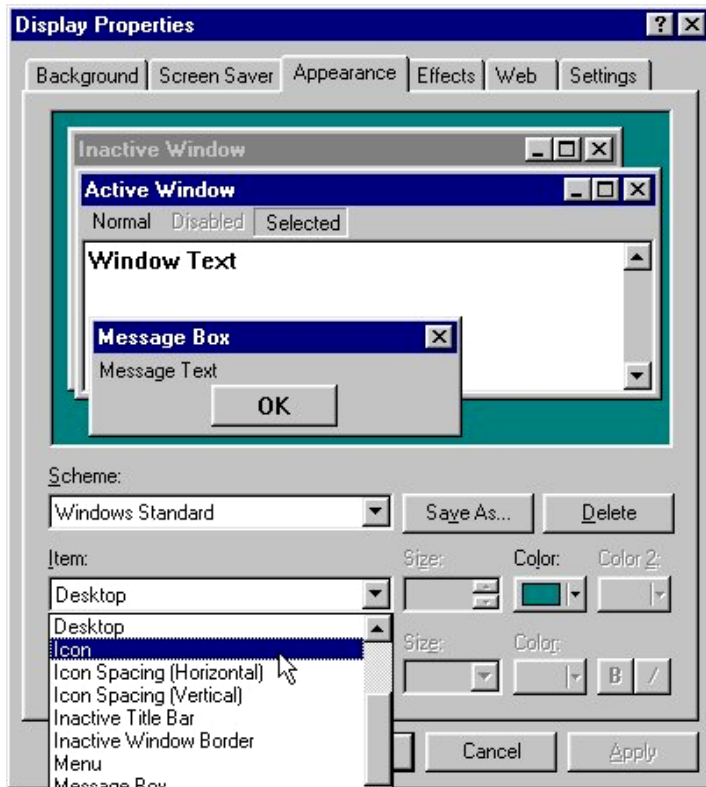 Display Properties
Background Screen Saver Appearance Effects Web Settings
Inactive Window
Active Window
Normal Disabled Selected
Window Text
Message Box
Message Text
OK
Scheme:
Windows Standard Save As... Delete
Item: Size: Color: Color 2:
Desktop
Desktop
Icon Size: Color:
Icon Spacing (Horizontal)
Icon Spacing (Vertical) B /
Inactive Title Bar
Inactive Window Border
Menu Cancel Apply
Message Box